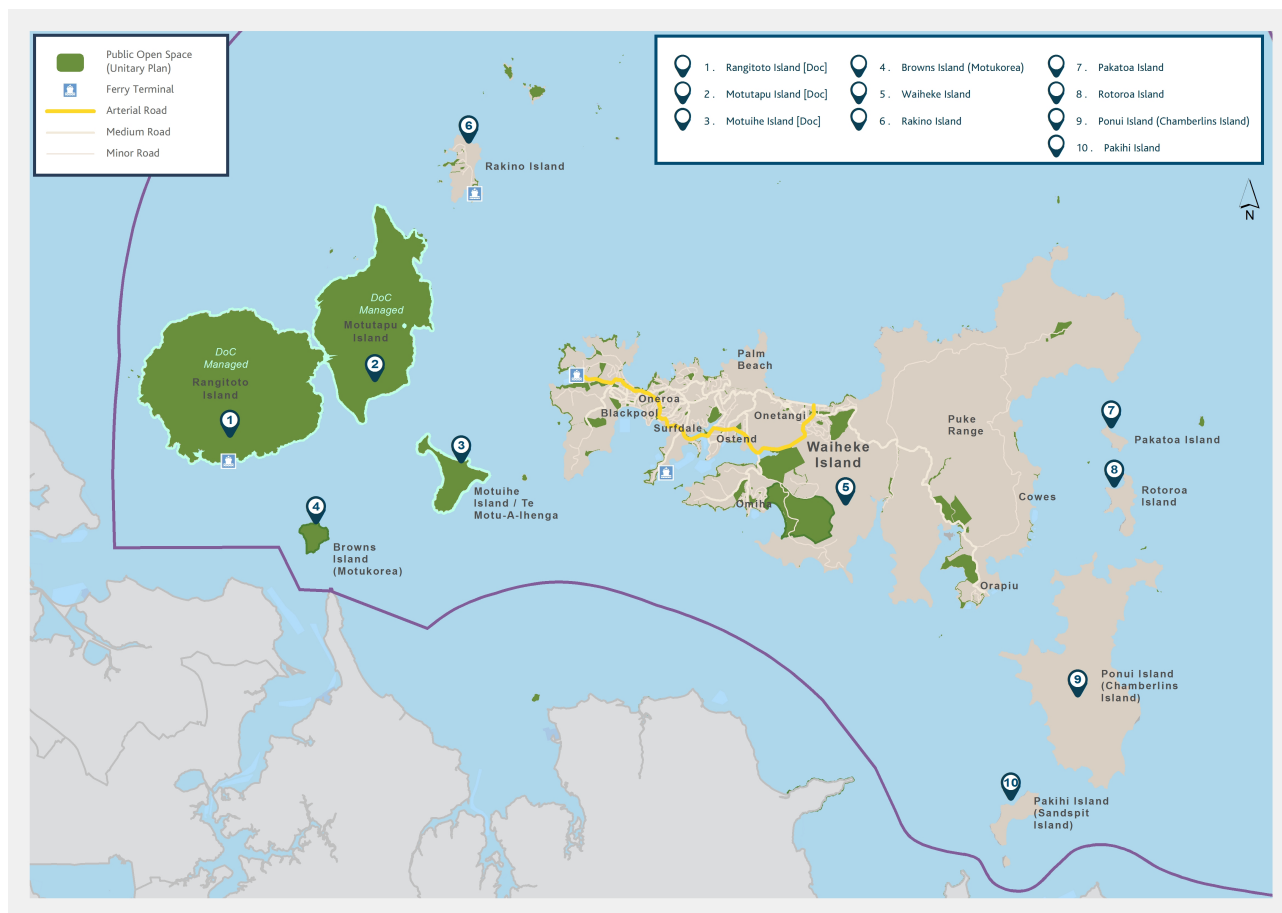 Public Open Space
(Unitary Plan)
Ferry Terminal
Arterial Road
Medium Road
Minor Road
1 . Rangitoto Island [Doc]
2 . Motutapu Island [Doc]
3 . Motuihe Island [Doc]
4 . Browns Island (Motukorea)
5 . Waiheke Island
6 . Rakino Island
7 . Pakatoa Island
8 . Rotoroa Island
9 . Ponui Island (Chamberlins Island)
10 . Pakihi Island
N
6
Rakino Island
DoC
Managed
Motutapu
Island
2
DoC
Managed
Rangitoto
Island
1
3
Motuihe
Island / Te
Motu-A-Ihenga
4
Browns
Island
(Motukorea)
Palm
Beach
Oneroa
Blackpool
Surfdale
Ostend
Onetangi
Waiheke
Island
5
Omiha
Puke
Range
Cowes
Orapiu
7
Pakatoa Island
8
Rotoroa
Island
9
Ponui Island
(Chamberlins
Island)
10
Pakihi Island
(Sandspit
Island)